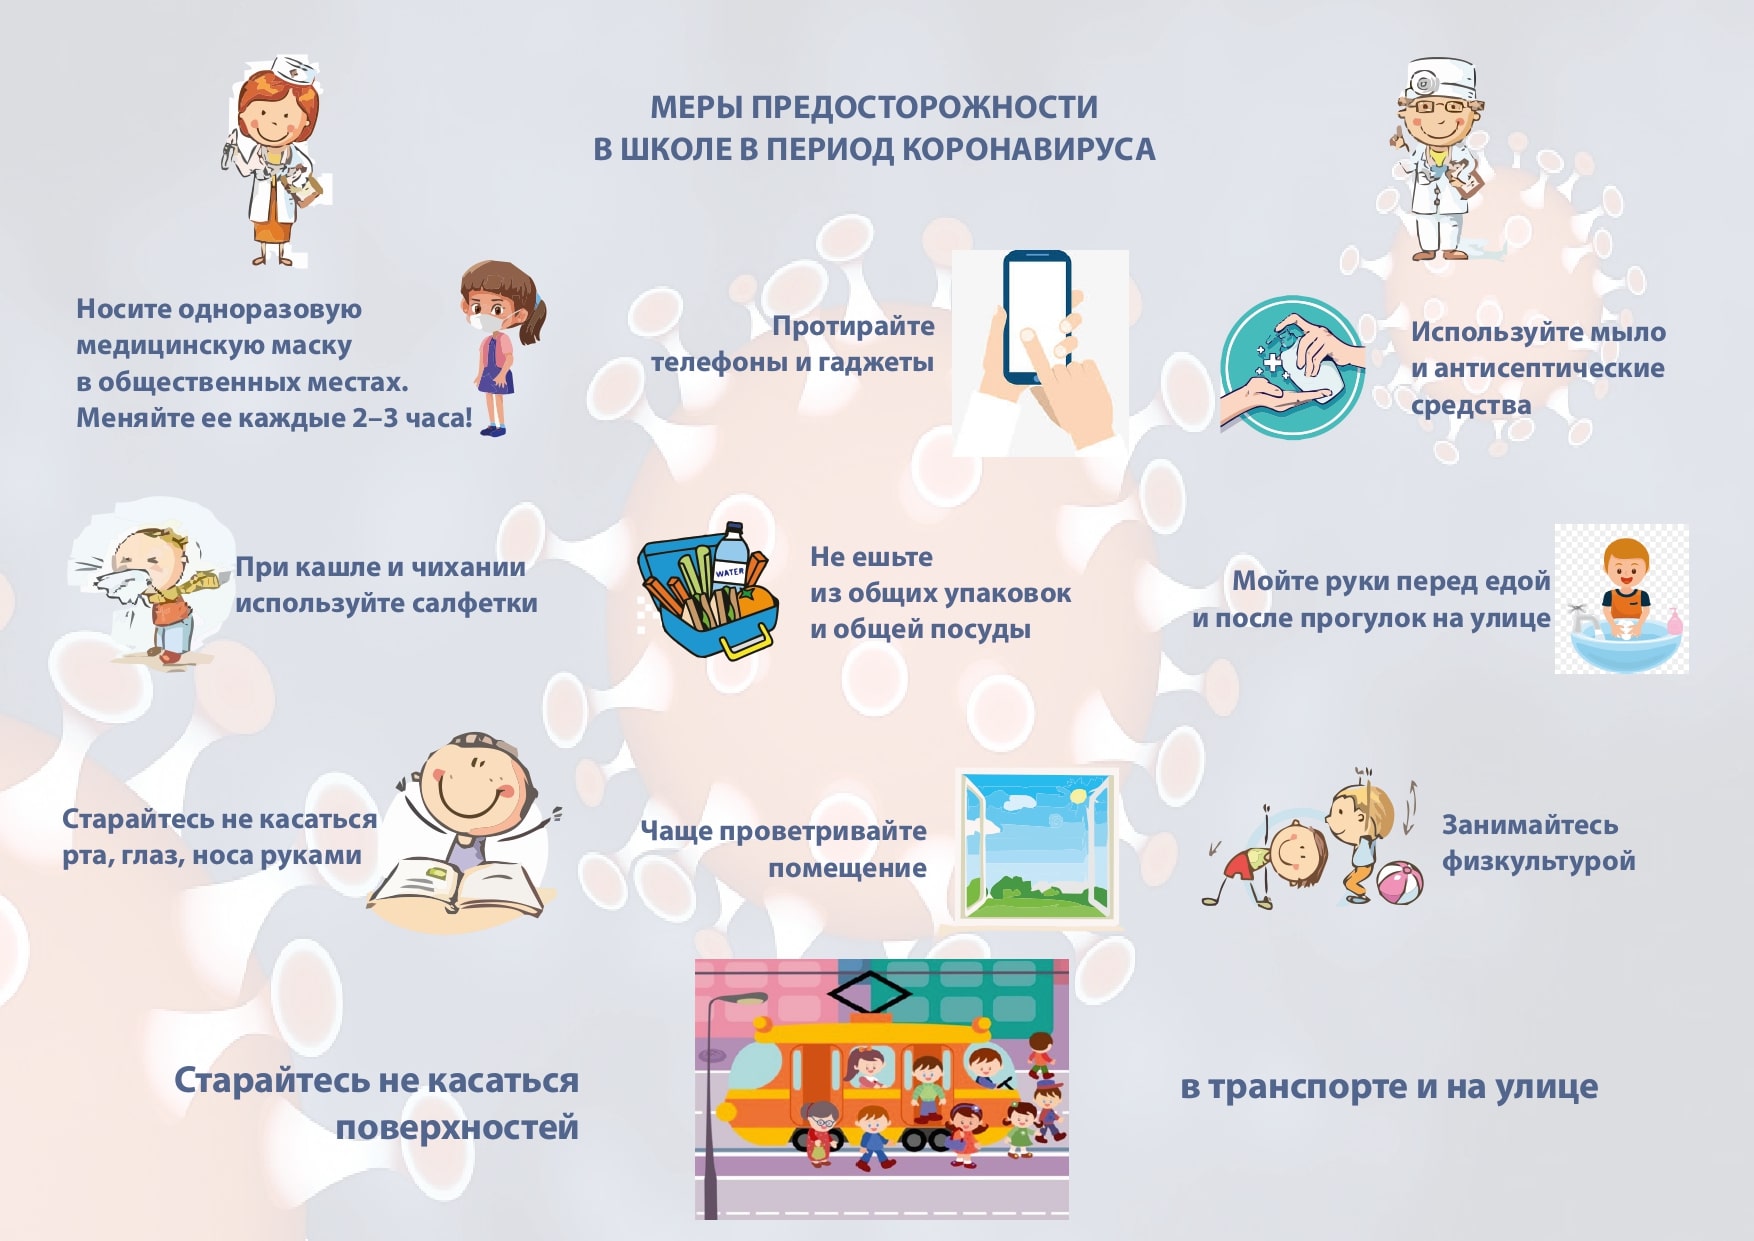 МЕРЫ ПРЕДОСТОРОЖНОСТИ
В ШКОЛЕ В ПЕРИОД КОРОНАВИРУСА
Носите одноразовую
медицинскую маску
в общественных местах.
Меняйте ее каждые 2–3 часа!
Протирайте
телефоны и гаджеты
Используйте мыло
и антисептические
средства
При кашле и чихании
используйте салфетки
WATER
Не ешьте
из общих упаковок
и общей посуды
Мойте руки перед едой
и после прогулок на улице
Старайтесь не касаться
рта, глаз, носа руками
Чаще проветривайте
помещение
Занимайтесь
физкультурой
Старайтесь не касаться
поверхностей
в транспорте и на улице